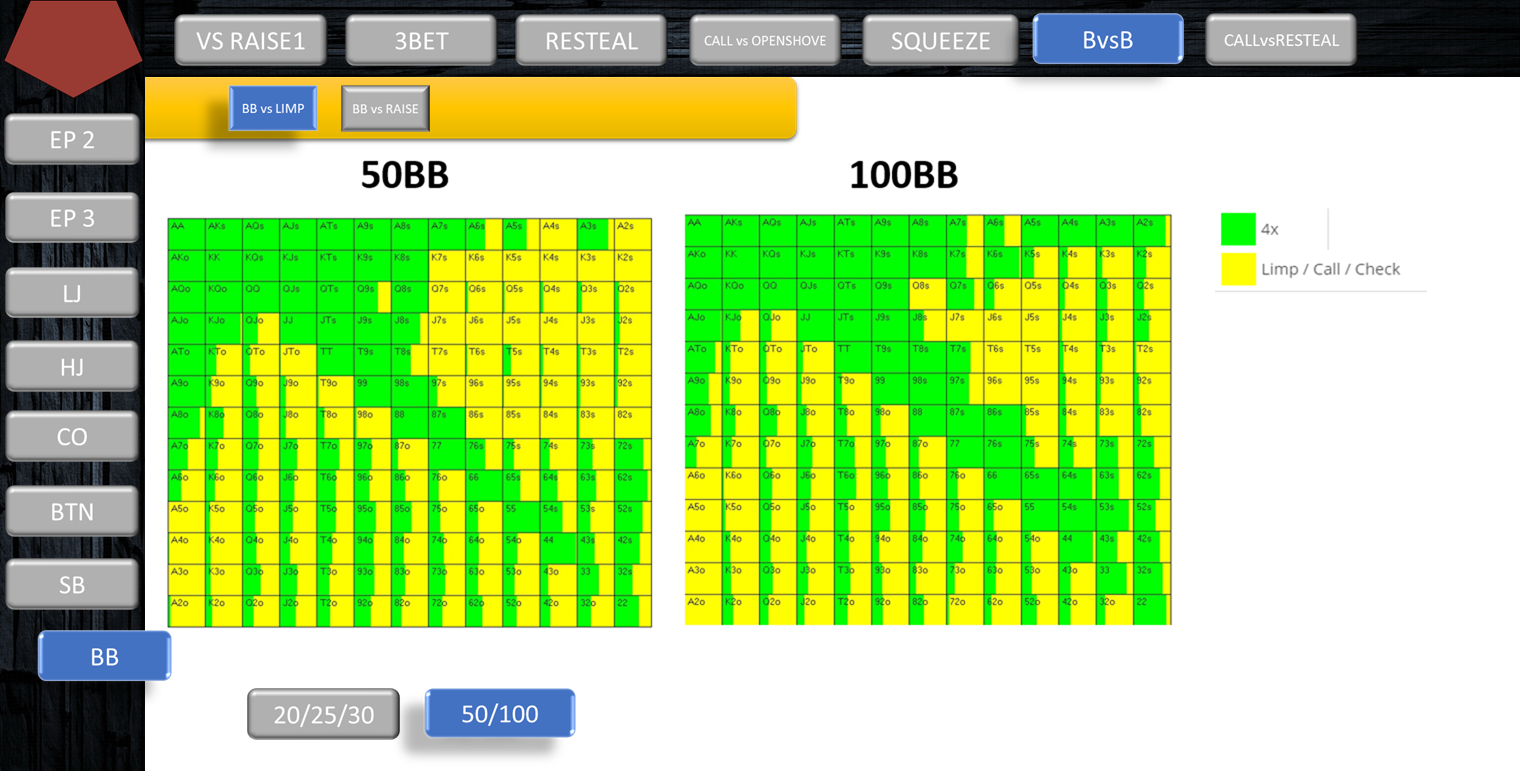 VS RAISE1 3BET RESTEAL CALL vs OPENSHOVE SQUEEZE BvsB CALLvsRESTEAL
BB vs LIMP BB vs RAISE
EP 2
EP 3
LJ
HJ
CO
BTN
SB
BB
50BB
AA AKs AQs AJs ATs A9s A8s A7s A6s A5s A4s A3s A2s
AKo KK KQs KJs KTs K9s K8s K7s K6s K5s K4s K3s K2s
AQo KQo QQ QJs QTs Q9s Q8s Q7s Q6s Q5s Q4s Q3s Q2s
AJo KJo QJo JJ JTs J9s J8s J7s J6s J5s J4s J3s J2s
ATo KTo QTo JTo TT T9s T8s T7s T6s T5s T4s T3s T2s
A9o K9o Q9o J9o T9o 99 98s 97s 96s 95s 94s 93s 92s
A8o K8o Q8o J8o T8o 98o 88 87s 86s 85s 84s 83s 82s
A7o K7o Q7o J7o T7o 97o 87o 77 76s 75s 74s 73s 72s
A6o K6o Q6o J6o T6o 96o 86o 76o 66 65s 64s 63s 62s
A5o K5o Q5o J5o T5o 95o 85o 75o 65o 55 54s 53s 52s
A4o K4o Q4o J4o T4o 94o 84o 74o 64o 54o 44 43s 42s
A3o K3o Q3o J3o T3o 93o 83o 73o 63o 53o 43o 33 32s
A2o K2o Q2o J2o T2o 92o 82o 72o 62o 52o 42o 32o 22
100BB
AA AKs AQs AJs ATs A9s A8s A7s A6s A5s A4s A3s A2s
AKo KK KQs KJs KTs K9s K8s K7s K6s K5s K4s K3s K2s
AQo KQo QQ QJs QTs Q9s Q8s Q7s Q6s Q5s Q4s Q3s Q2s
AJo KJo QJo JJ JTs J9s J8s J7s J6s J5s J4s J3s J2s
ATo KTo QTo JTo TT T9s T8s T7s T6s T5s T4s T3s T2s
A9o K9o Q9o J9o T9o 99 98s 97s 96s 95s 94s 93s 92s
A8o K8o Q8o J8o T8o 98o 88 87s 86s 85s 84s 83s 82s
A7o K7o Q7o J7o T7o 97o 87o 77 76s 75s 74s 73s 72s
A6o K6o Q6o J6o T6o 96o 86o 76o 66 65s 64s 63s 62s
A5o K5o Q5o J5o T5o 95o 85o 75o 65o 55 54s 53s 52s
A4o K4o Q4o J4o T4o 94o 84o 74o 64o 54o 44 43s 42s
A3o K3o Q3o J3o T3o 93o 83o 73o 63o 53o 43o 33 32s
A2o K2o Q2o J2o T2o 92o 82o 72o 62o 52o 42o 32o 22
4x
Limp / Call / Check
20/25/30 50/100